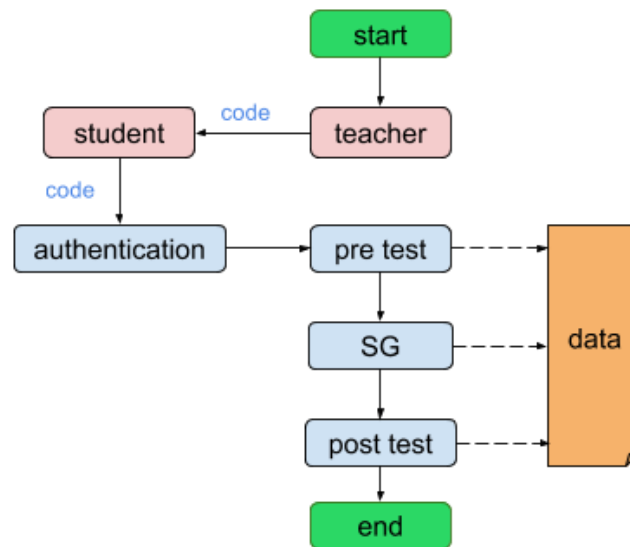 start
code
student
teacher
code
authentication
pre test
SG
data
post test
end